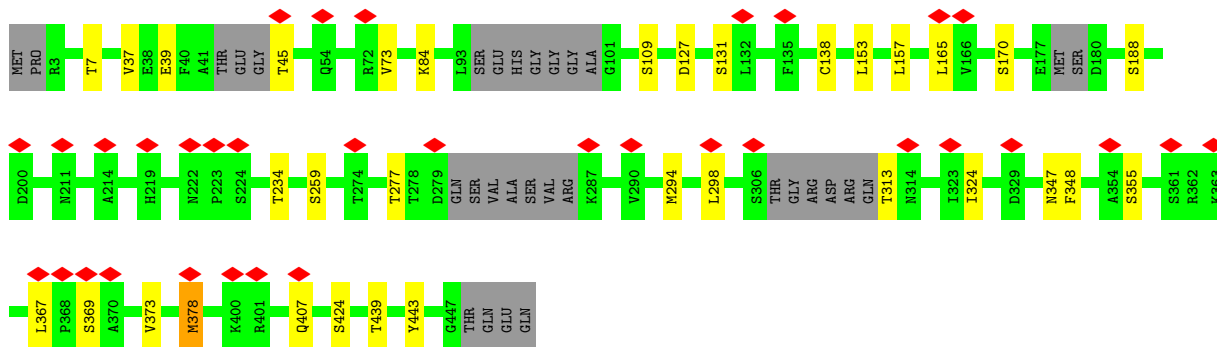 MET PRO R3 T7 V37 E38 E39 F40 A41 THR GLU GLY T45 Q54 R72 V73 K84 L93 SER GLU HIS GLY GLY GLY ALA G101 S109 D127 S131 L132 F135 C138 L153 L157 L165 V166 S170 E177 MET SER D180 S188
D200 N211 A214 H219 N222 P223 S224 T234 S259 T274 T277 T278 D279 GLN SER VAL ALA SER VAL ARG K287 V290 M294 L298 S306 THR GLY ARG ASP ARG GLN T313 N314 I323 I324 D329 N347 F348 A354 S355 S361 R362 K363
L367 P368 S369 A370 V373 M378 K400 R401 Q407 S424 T439 Y443 G447 THR GLN GLU GLN